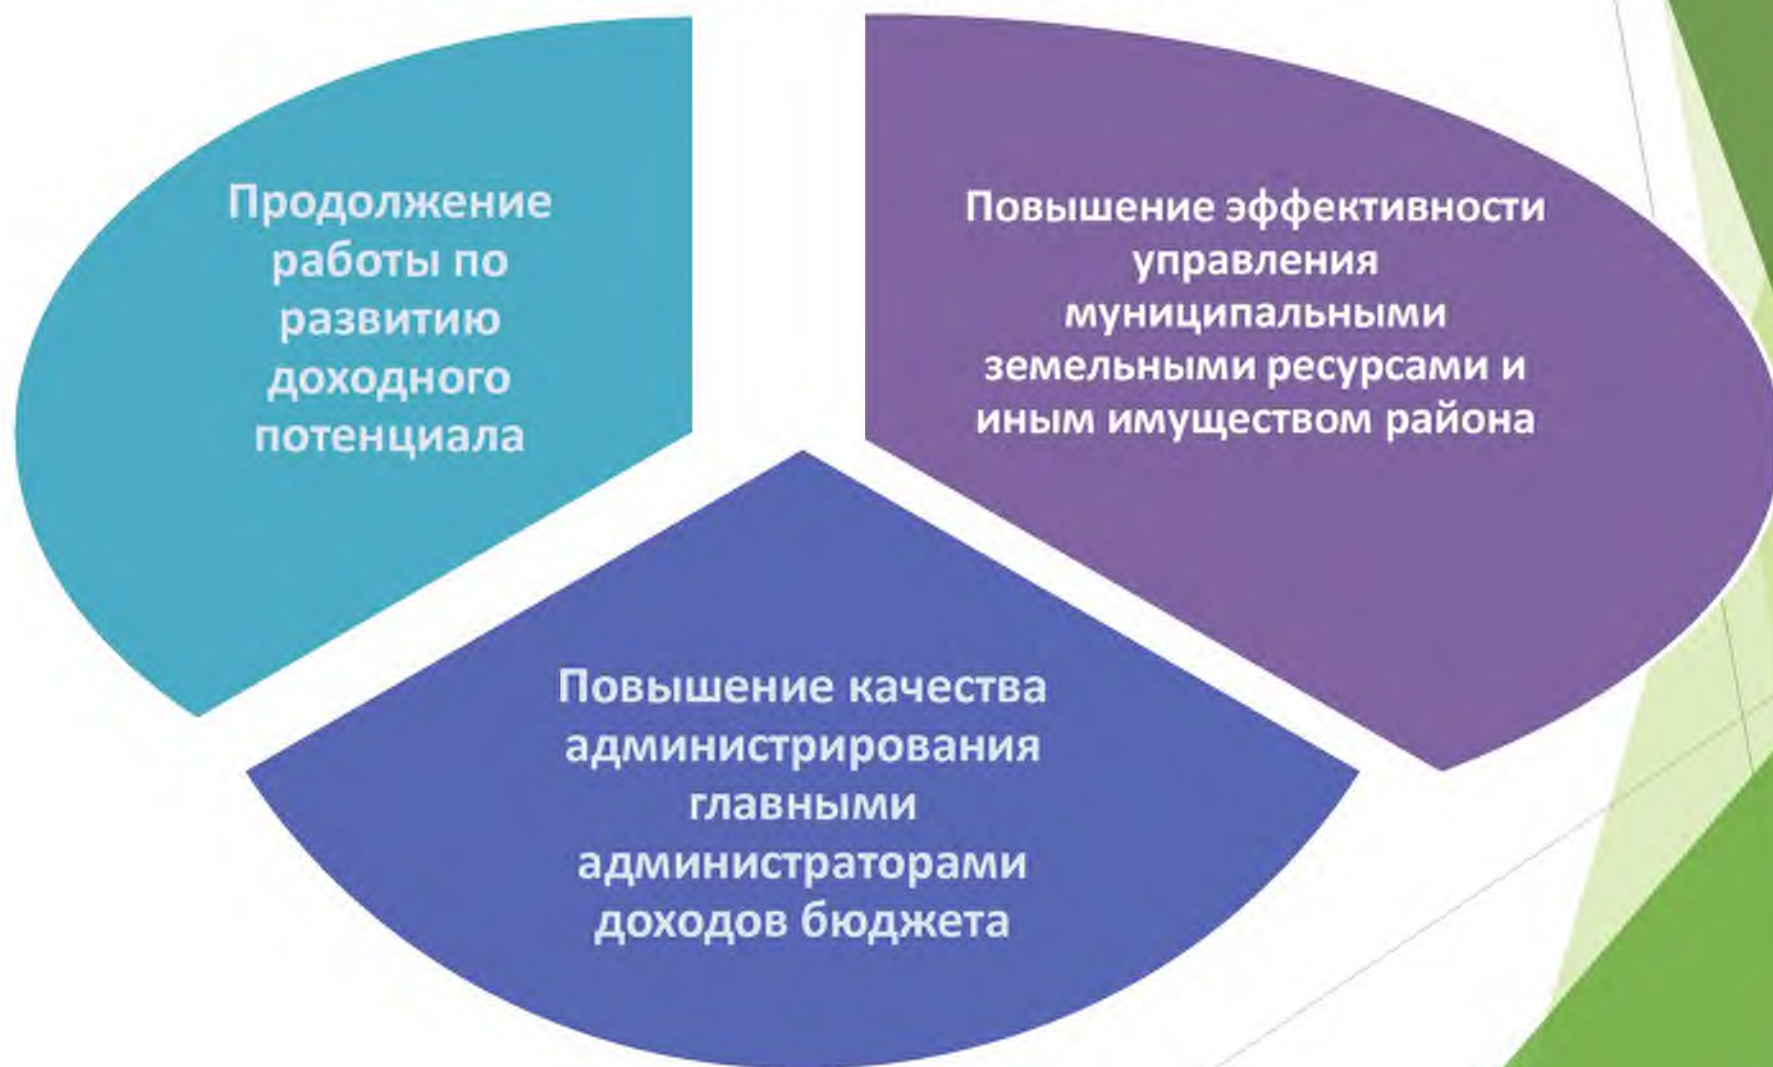 Продолжение
работы по
развитию
доходного
потенциала
Повышение эффективности
управления
муниципальными
земельными ресурсами и
иным имуществом района
Повышение качества
администрирования
главными
администраторами
доходов бюджета